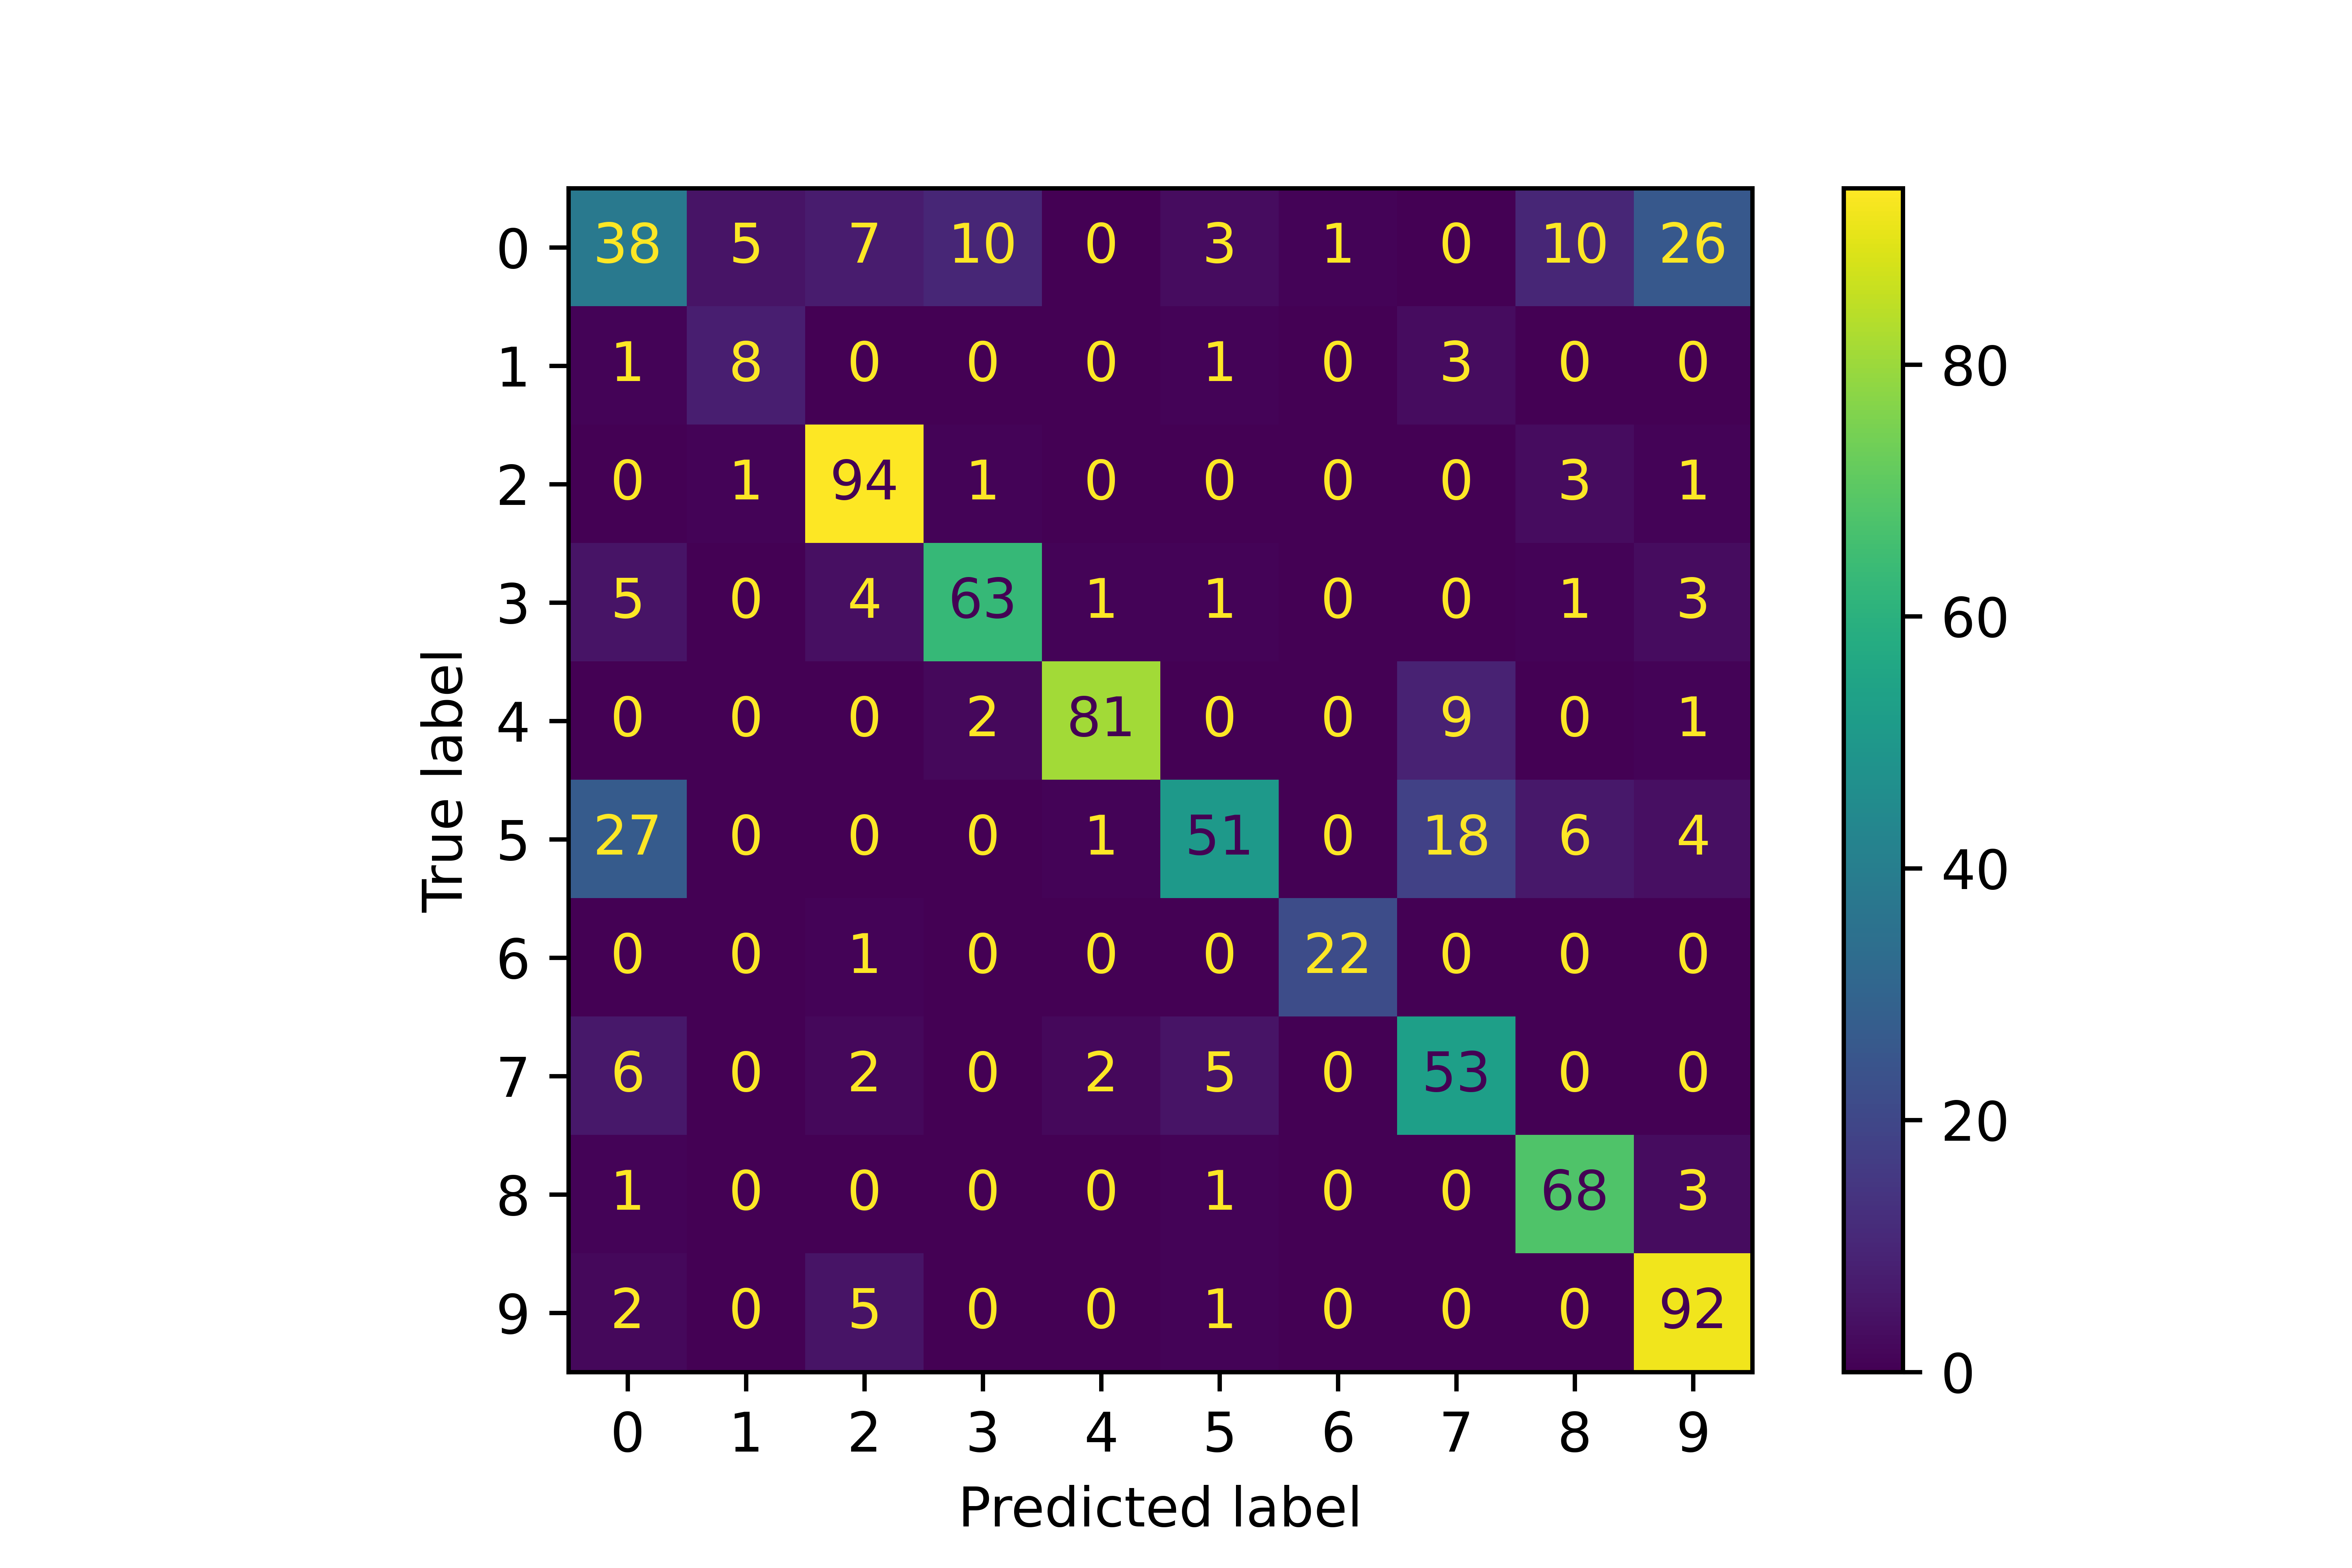 0 38 5 7 10 0 3 1 0 10 26
1 1 8 0 0 0 1 0 3 0 0
2 0 1 94 1 0 0 0 0 3 1
3 5 0 4 63 1 1 0 0 1 3
4 0 0 0 2 81 0 0 9 0 1
5 27 0 0 0 1 51 0 18 6 4
6 0 0 1 0 0 0 22 0 0 0
7 6 0 2 0 2 5 0 53 0 0
8 1 0 0 0 0 1 0 0 68 3
9 2 0 5 0 0 1 0 0 0 92
0 1 2 3 4 5 6 7 8 9
Predicted label
True label
80
60
40
20
0